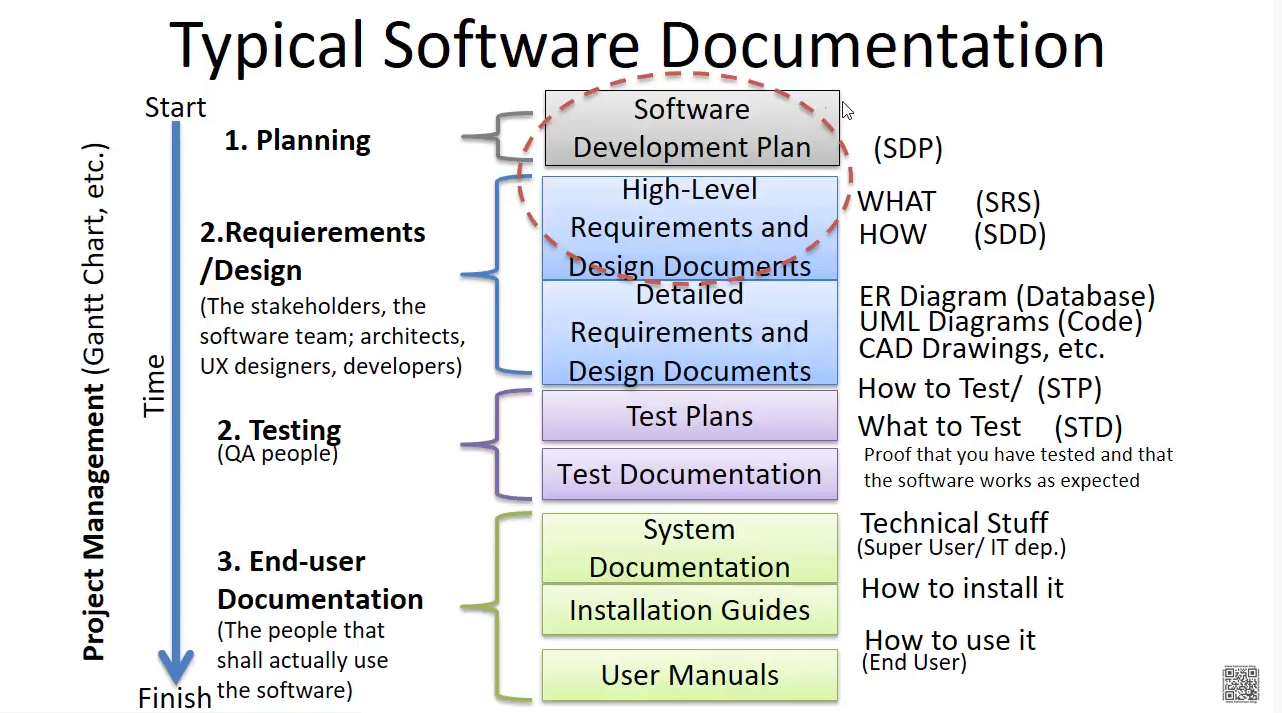 Typical Software Documentation
Start
1. Planning
Software
Development Plan
(SDP)
Project Management (Gantt Chart, etc.)
Time
2.Requierements
/Design
(The stakeholders, the
software team; architects,
UX designers, developers)
High-Level
Requirements and
Design Documents
WHAT (SRS)
HOW (SDD)
Detailed
Requirements and
Design Documents
ER Diagram (Database)
UML Diagrams (Code)
CAD Drawings, etc.
2. Testing
(QA people)
Test Plans
How to Test/ (STP)
Test Documentation
What to Test (STD)
Proof that you have tested and that
the software works as expected
3. End-user
Documentation
(The people that
shall actually use
the software)
System
Documentation
Technical Stuff
(Super User/ IT dep.)
Installation Guides
How to install it
User Manuals
How to use it
(End User)
Finish